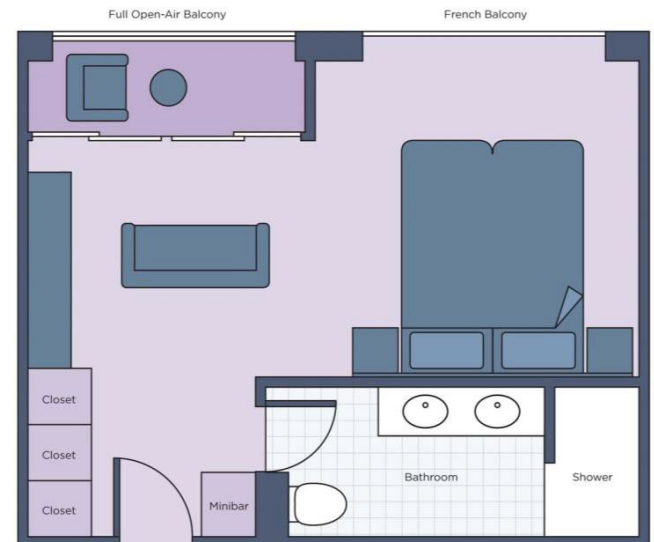 Full Open-Air Balcony
French Balcony
Closet
Closet
Closet
Minibar
Bathroom
Shower